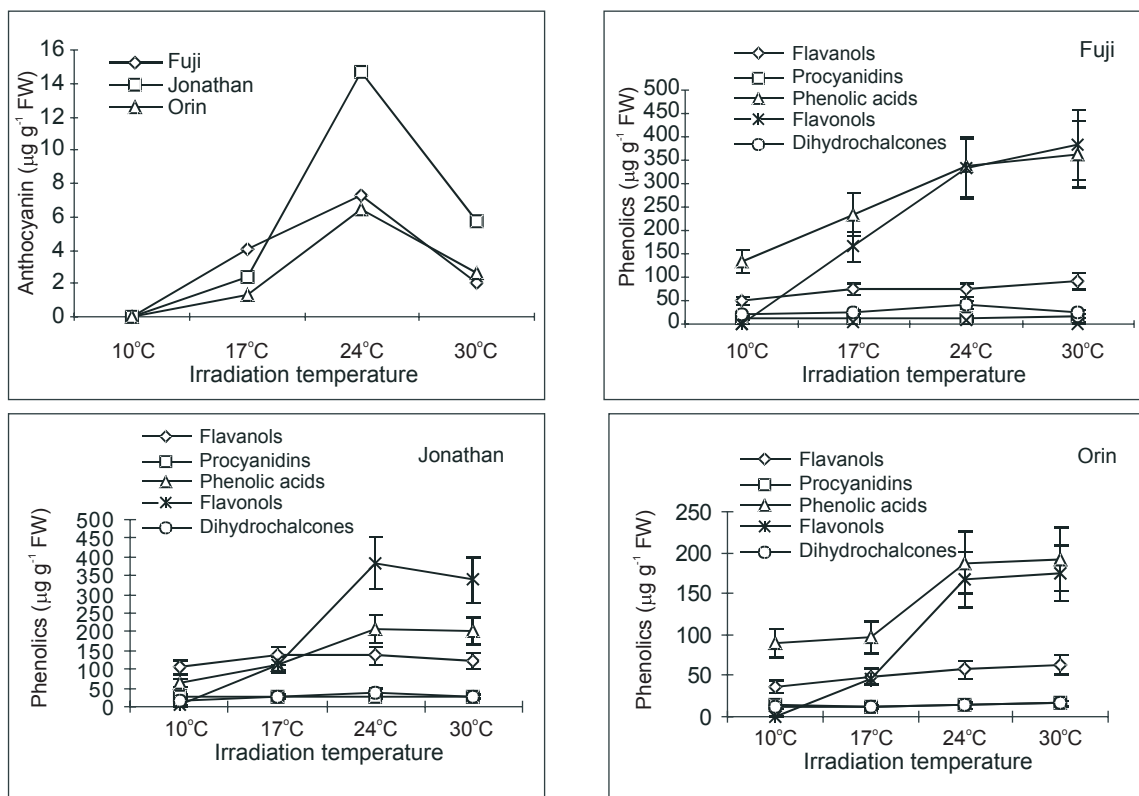 Fuji
Jonathan
Orin
16
14
12
10
8
6
4
2
0
Anthocyanin (μg g⁻¹ FW)
10°C 17°C 24°C 30°C
Irradiation temperature
Fuji
Flavanols
Procyanidins
Phenolic acids
Flavonols
Dihydrochalcones
500
450
400
350
300
250
200
150
100
50
0
Phenolics (μg g⁻¹ FW)
10°C 17°C 24°C 30°C
Irradiation temperature
Jonathan
Flavanols
Procyanidins
Phenolic acids
Flavonols
Dihydrochalcones
500
450
400
350
300
250
200
150
100
50
0
Phenolics (μg g⁻¹ FW)
10°C 17°C 24°C 30°C
Irradiation temperature
Orin
Flavanols
Procyanidins
Phenolic acids
Flavonols
Dihydrochalcones
250
200
150
100
50
0
Phenolics (μg g⁻¹ FW)
10°C 17°C 24°C 30°C
Irradiation temperature